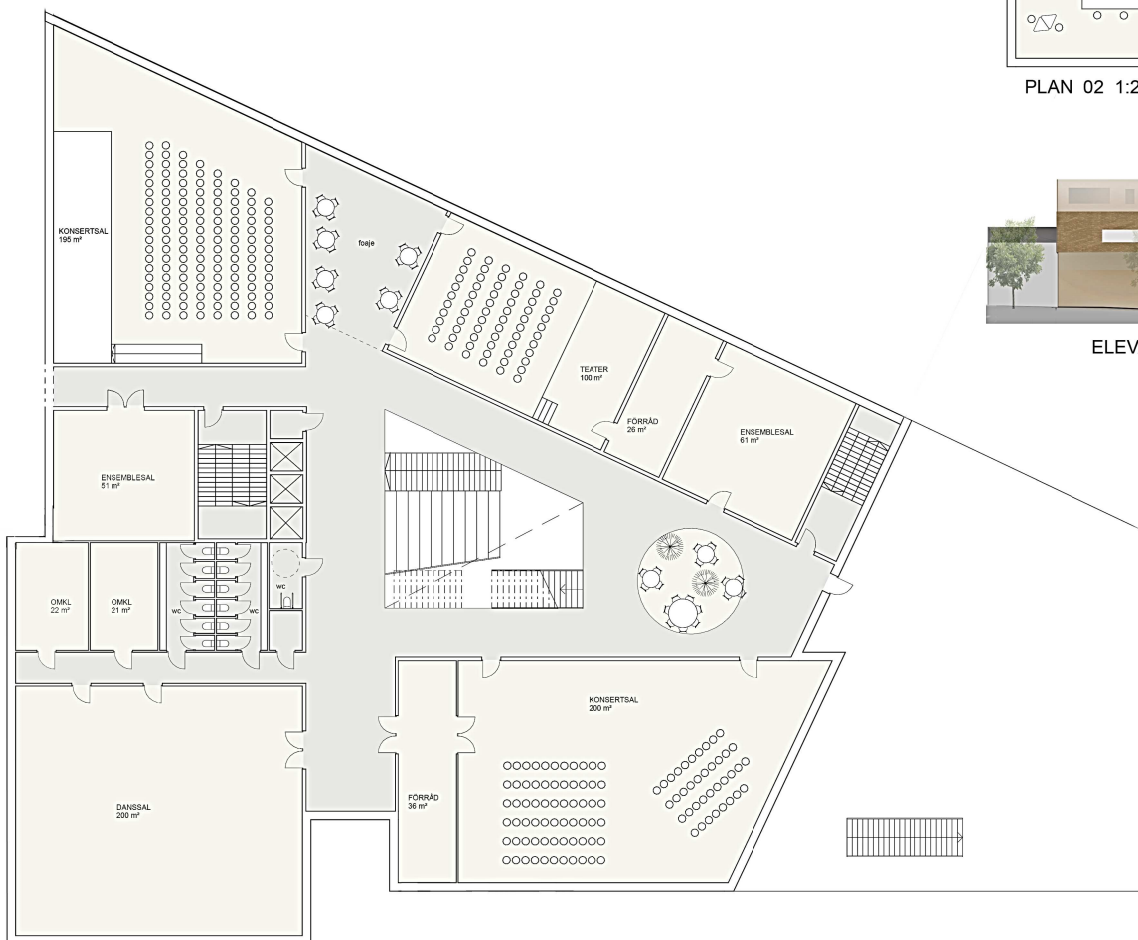 PLAN 02 1:2
KONSERTSAL
195 m²
foaje
TEATER
100 m²
FÖRRÅD
26 m²
ENSEMBLESAL
61 m²
ELEV
ENSEMBLESAL
51 m²
OMKL
22 m²
OMKL
21 m²
WC
WC
WC
KONSERTSAL
200 m²
FÖRRÅD
36 m²
DANSSAL
200 m²